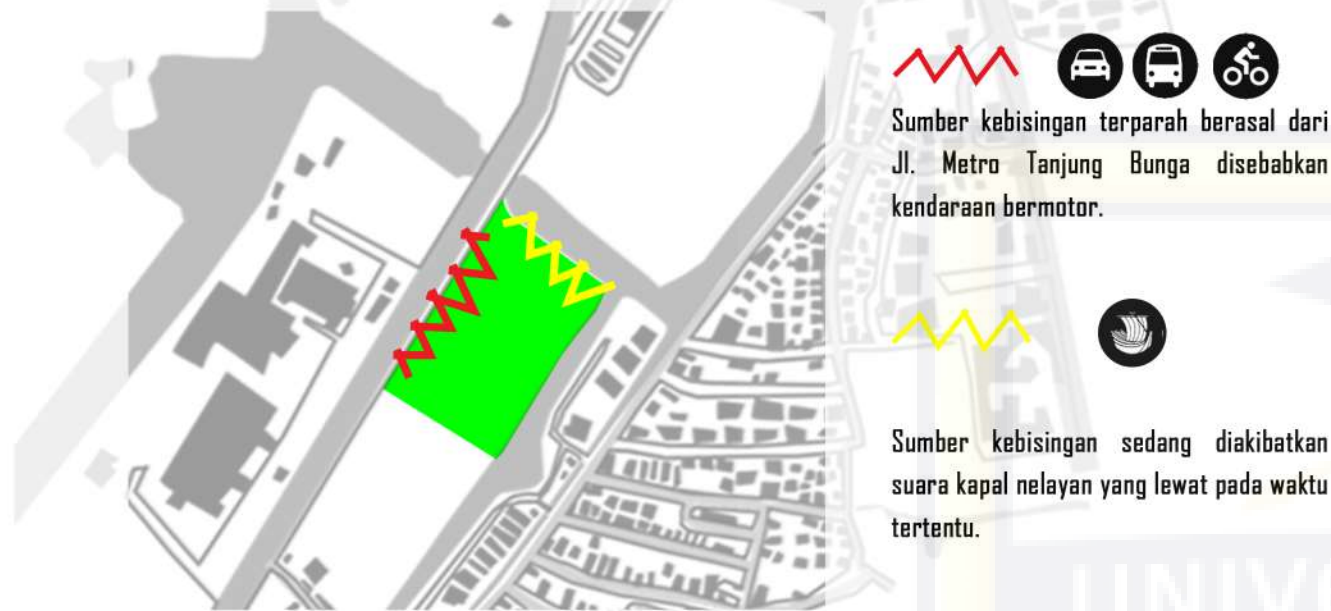 Sumber kebisingan terparah berasal dari
Jl. Metro Tanjung Bunga disebabkan
kendaraan bermotor.
Sumber kebisingan sedang diakibatkan
suara kapal nelayan yang lewat pada waktu
tertentu.